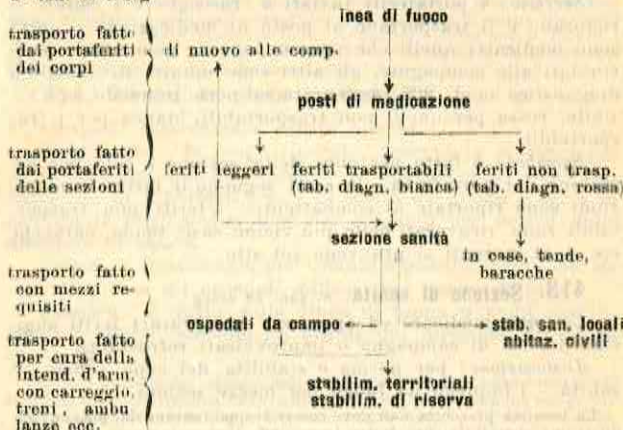 inea di fuoco
trasporto fatto
dai portaferiti
dei corpi
di nuovo alle comp.
posti di medicazione
trasporto fatto
dai portaferiti
delle sezioni
feriti leggeri feriti trasportabili feriti non trasp.
(tab. diagn. bianca) (tab. diagn. rossa)
sezione sanità
in case, tende,
baracche
trasporto fatto
con mezzi re-
quisiti
ospedali da campo
stab. san. locali
abitaz. civili
trasporto fatto
per cura della
intend. d'arm.
con carreggio,
treni, ambu
lanze ecc.
stabilim. territoriali
stabilim. di riserva